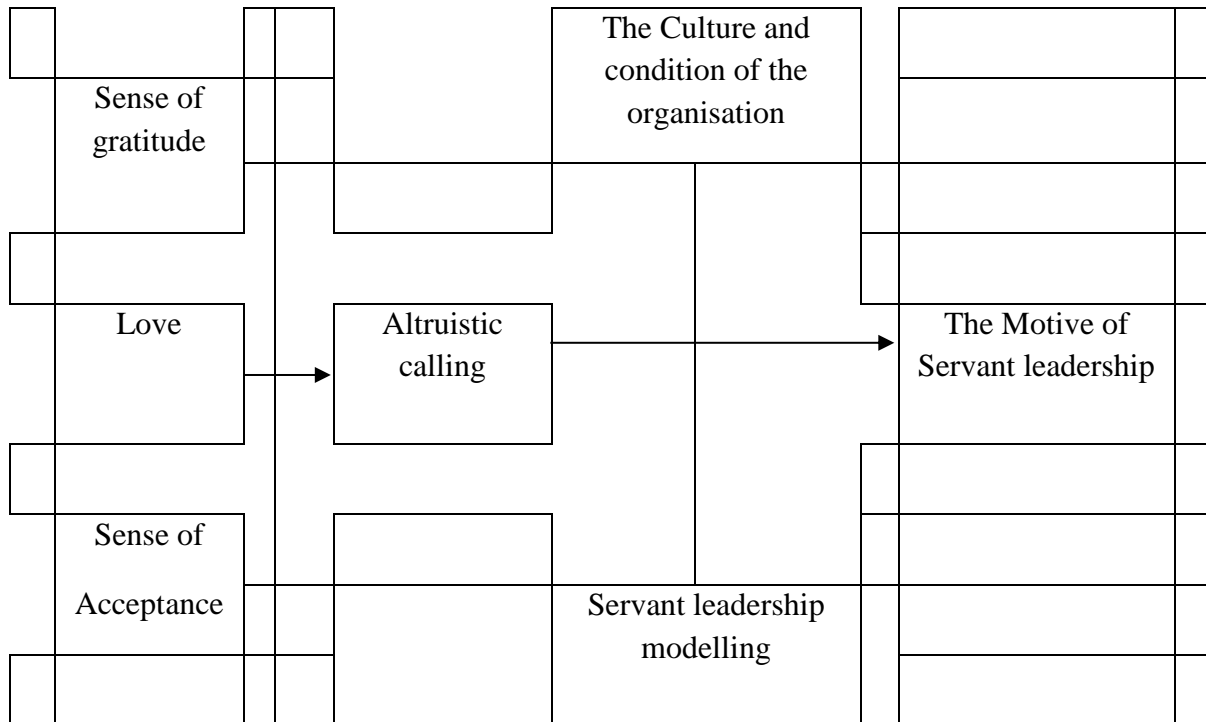 Sense of
gratitude
The Culture and
condition of the
organisation
Love
Altruistic
calling
The Motive of
Servant leadership
Sense of
Acceptance
Servant leadership
modelling